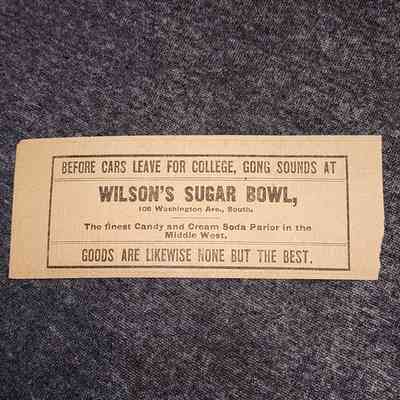 BEFORE CARS LEAVE FOR COLLEGE, GONG SOUNDS AT
WILSON'S SUGAR BOWL,
106 Washington Ave., South.
The finest Candy and Cream Soda Parlor in the
Middle West.
GOODS ARE LIKEWISE NONE BUT THE BEST.